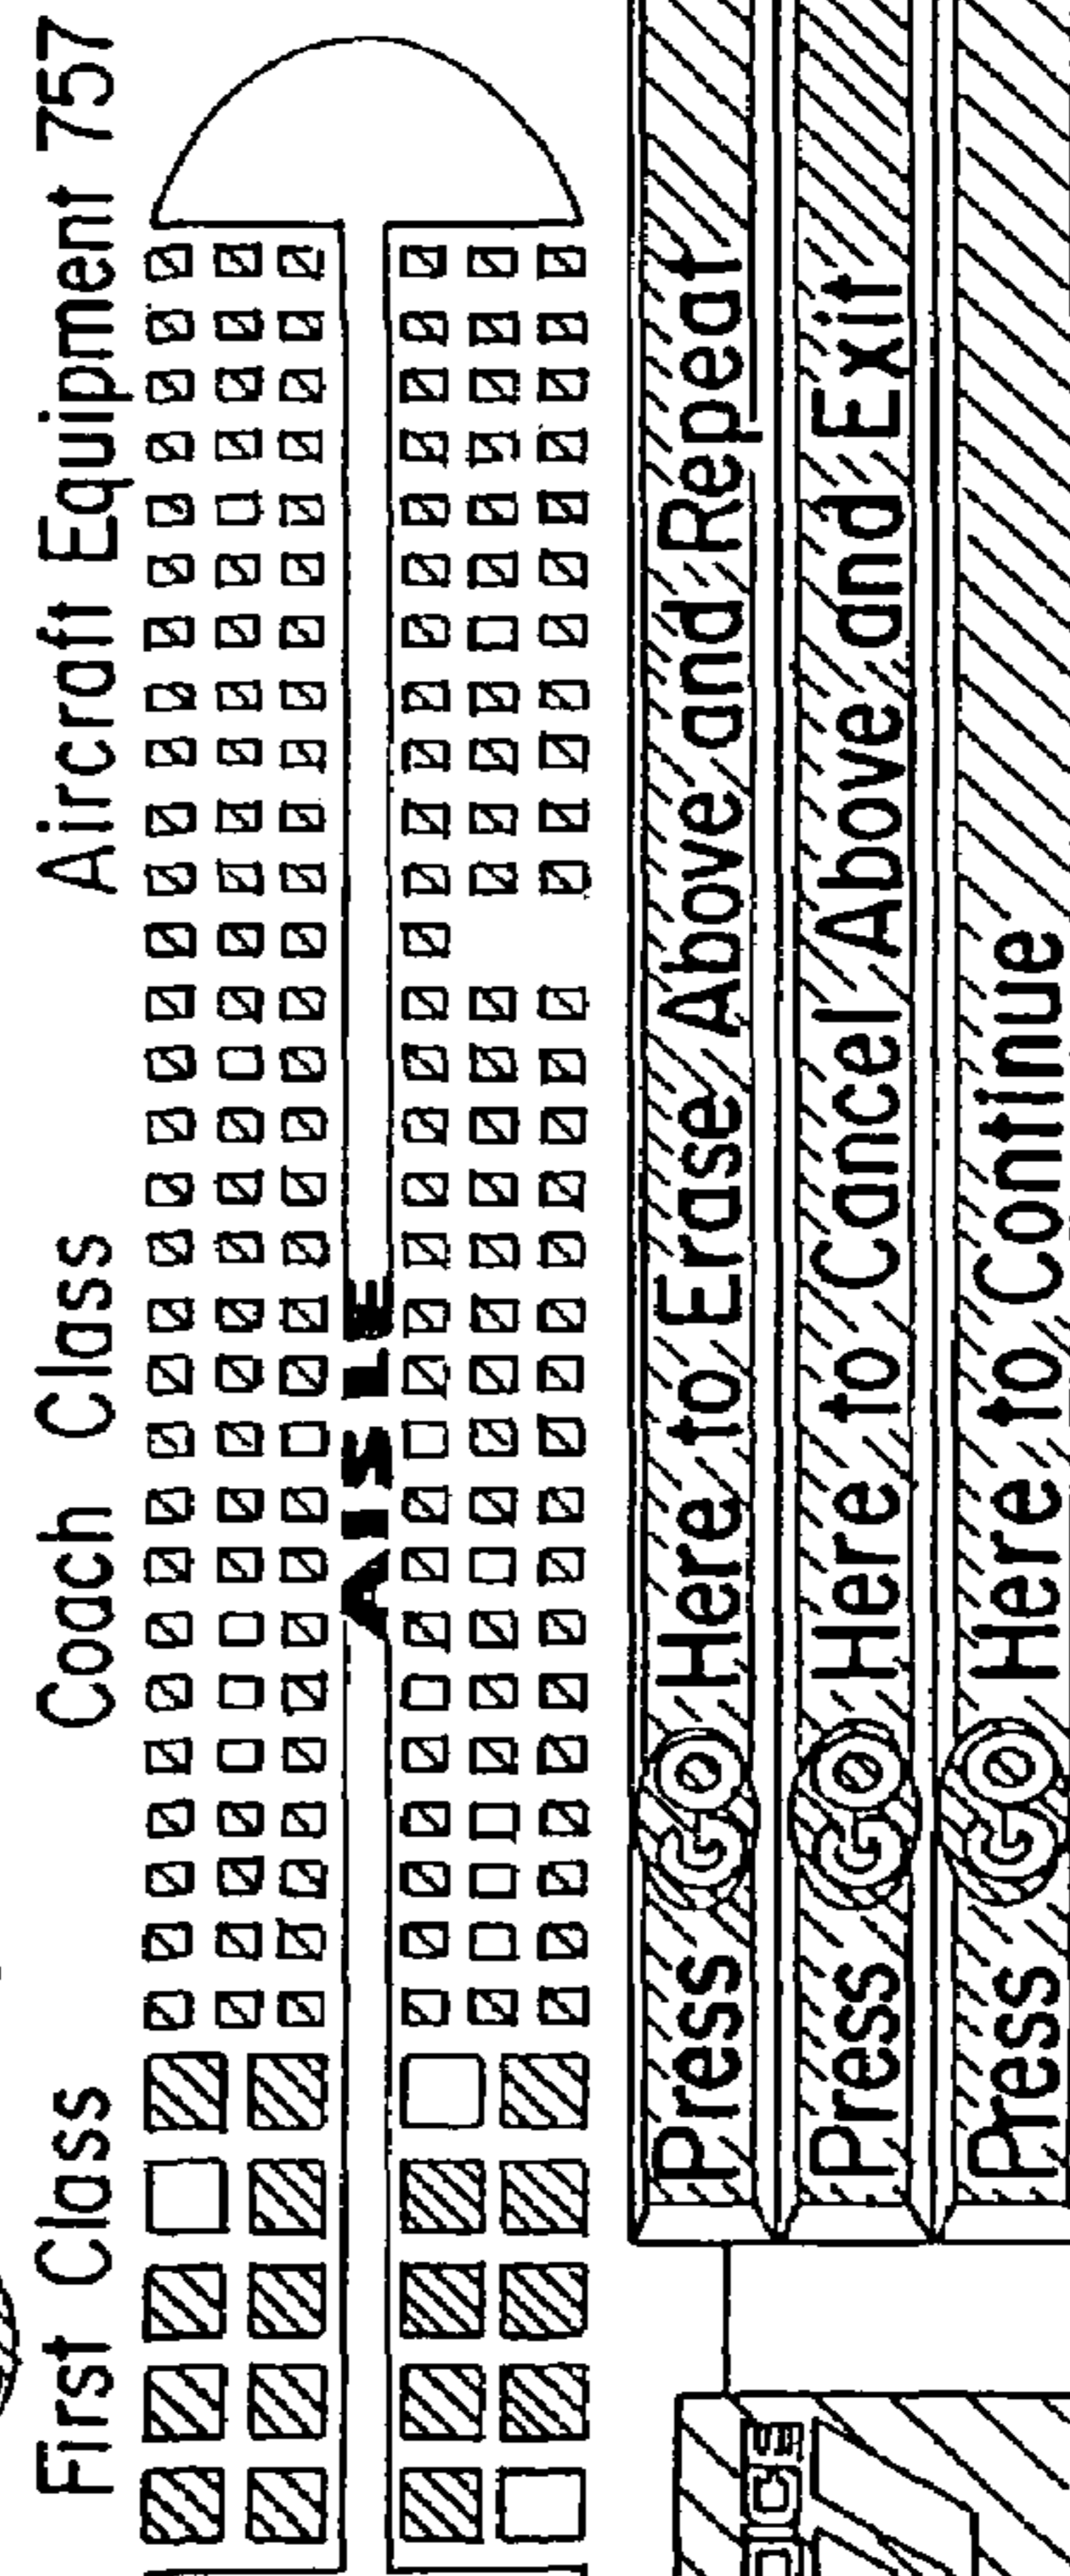 First Class Coach Class Aircraft Equipment 757
AISLE
Press GO Here to Erase Above and Repeat
Press GO Here to Cancel Above and Exit
Press GO Here to Continue